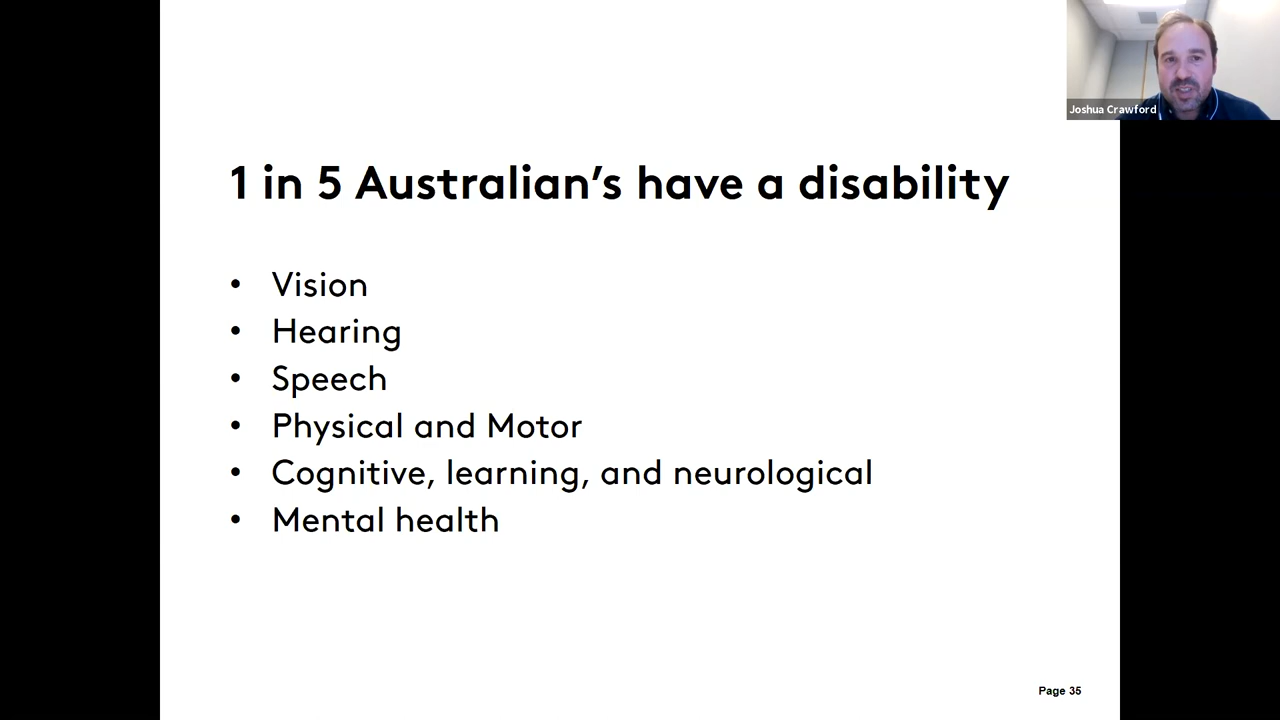 Joshua Crawford
1 in 5 Australian’s have a disability
• Vision
• Hearing
• Speech
• Physical and Motor
• Cognitive, learning, and neurological
• Mental health
Page 35